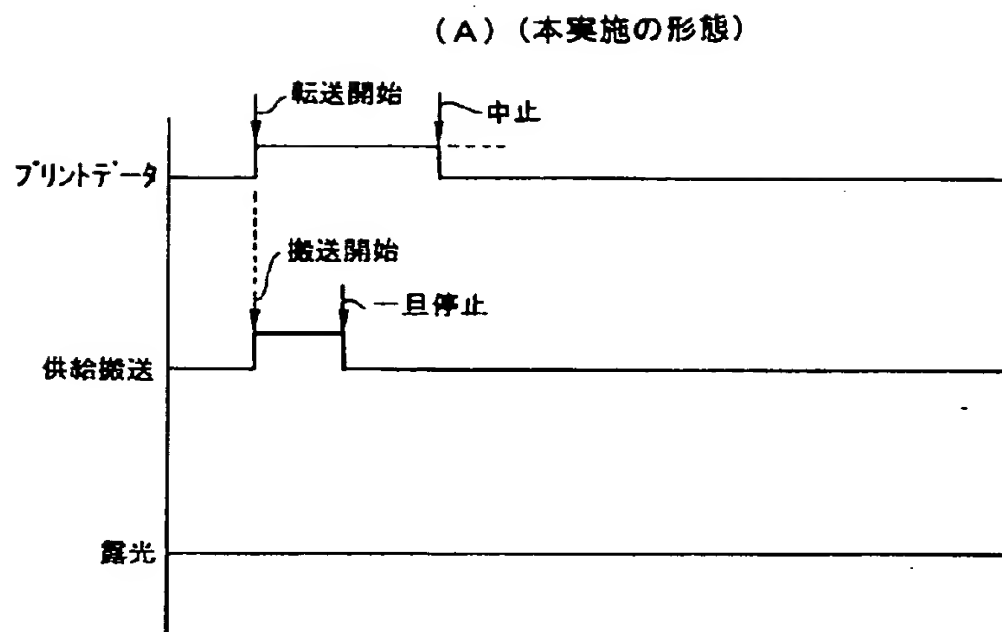 (A) (本実施の形態)
転送開始
中止
プリントデータ
搬送開始
一旦停止
供給搬送
露光